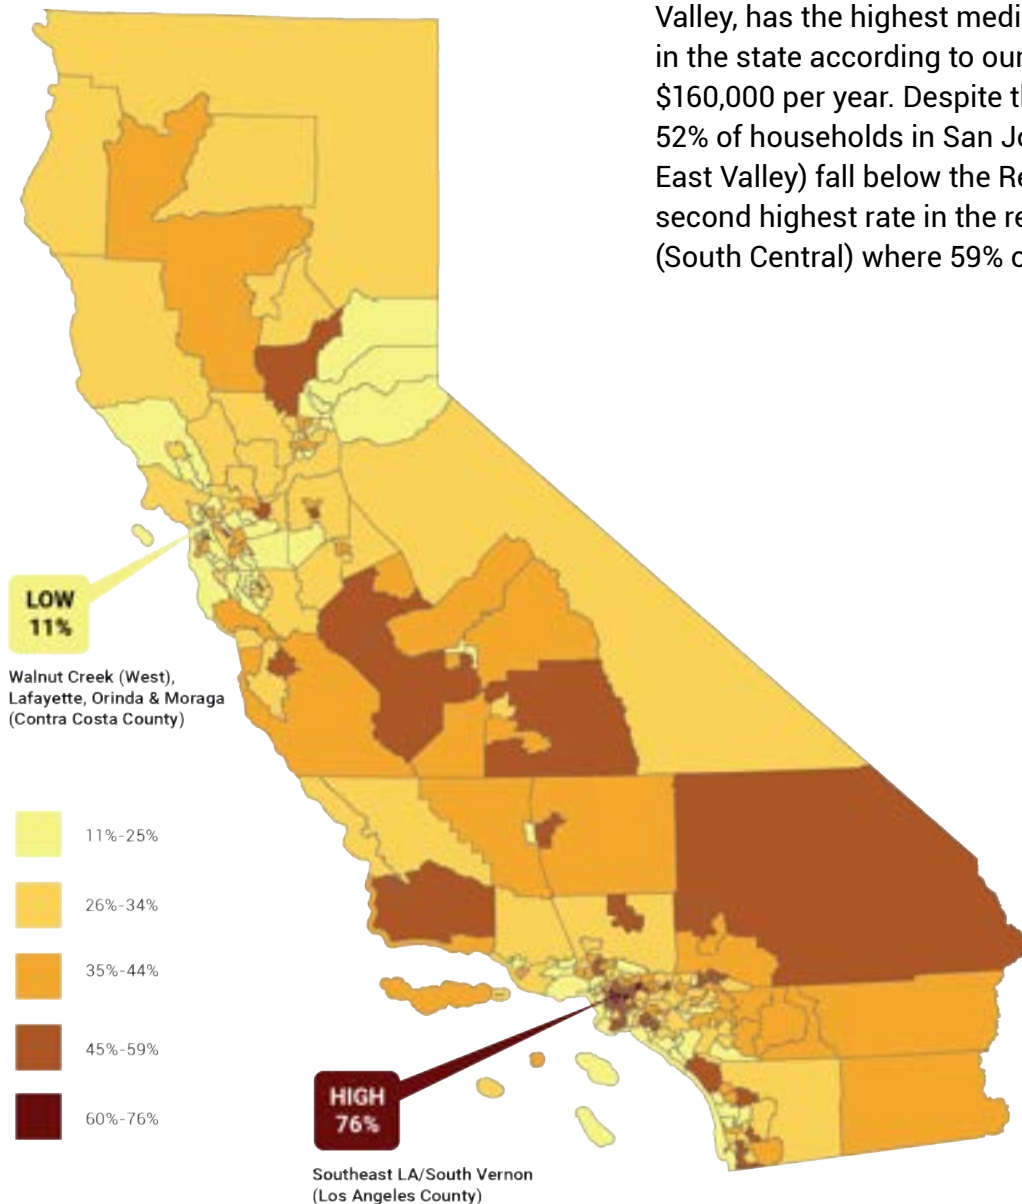 Valley, has the highest medi
in the state according to our
$160,000 per year. Despite th
52% of households in San Jo
East Valley) fall below the Re
second highest rate in the re
(South Central) where 59% o
LOW
11%
Walnut Creek (West),
Lafayette, Orinda & Moraga
(Contra Costa County)
11%-25%
26%-34%
35%-44%
45%-59%
60%-76%
HIGH
76%
Southeast LA/South Vernon
(Los Angeles County)